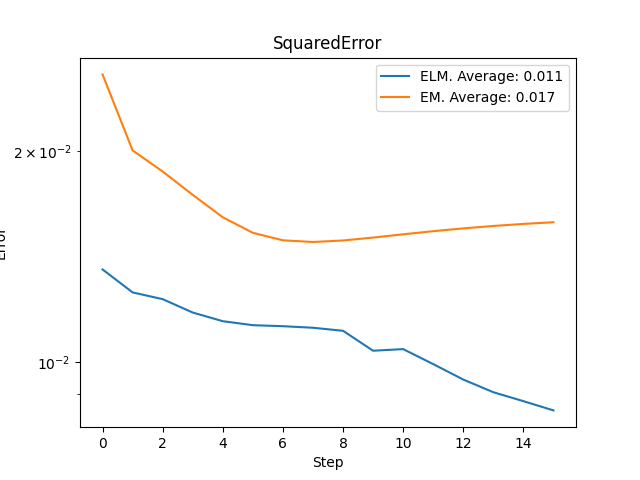 SquaredError
ELM. Average: 0.011
EM. Average: 0.017
2 × 10⁻²
10⁻²
Error
0 2 4 6 8 10 12 14
Step